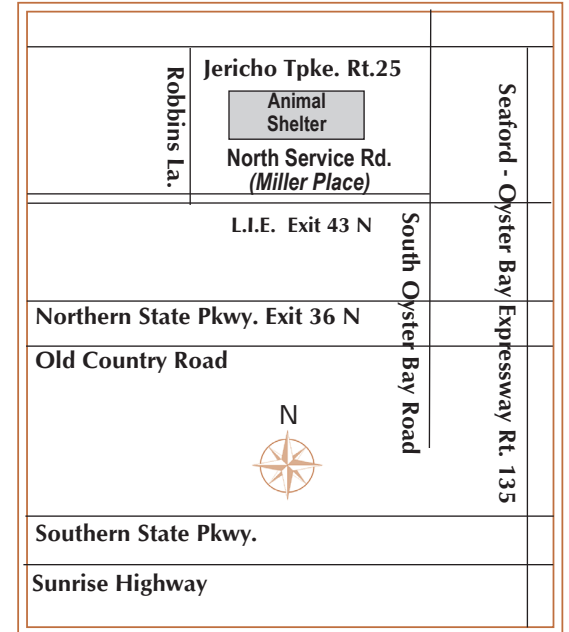 Jericho Tpke. Rt.25
Robbins La.
Animal
Shelter
Seaford - Oyster Bay Expressway Rt. 135
North Service Rd.
(Miller Place)
L.I.E. Exit 43 N
South Oyster Bay Road
Northern State Pkwy. Exit 36 N
Old Country Road
N
Southern State Pkwy.
Sunrise Highway